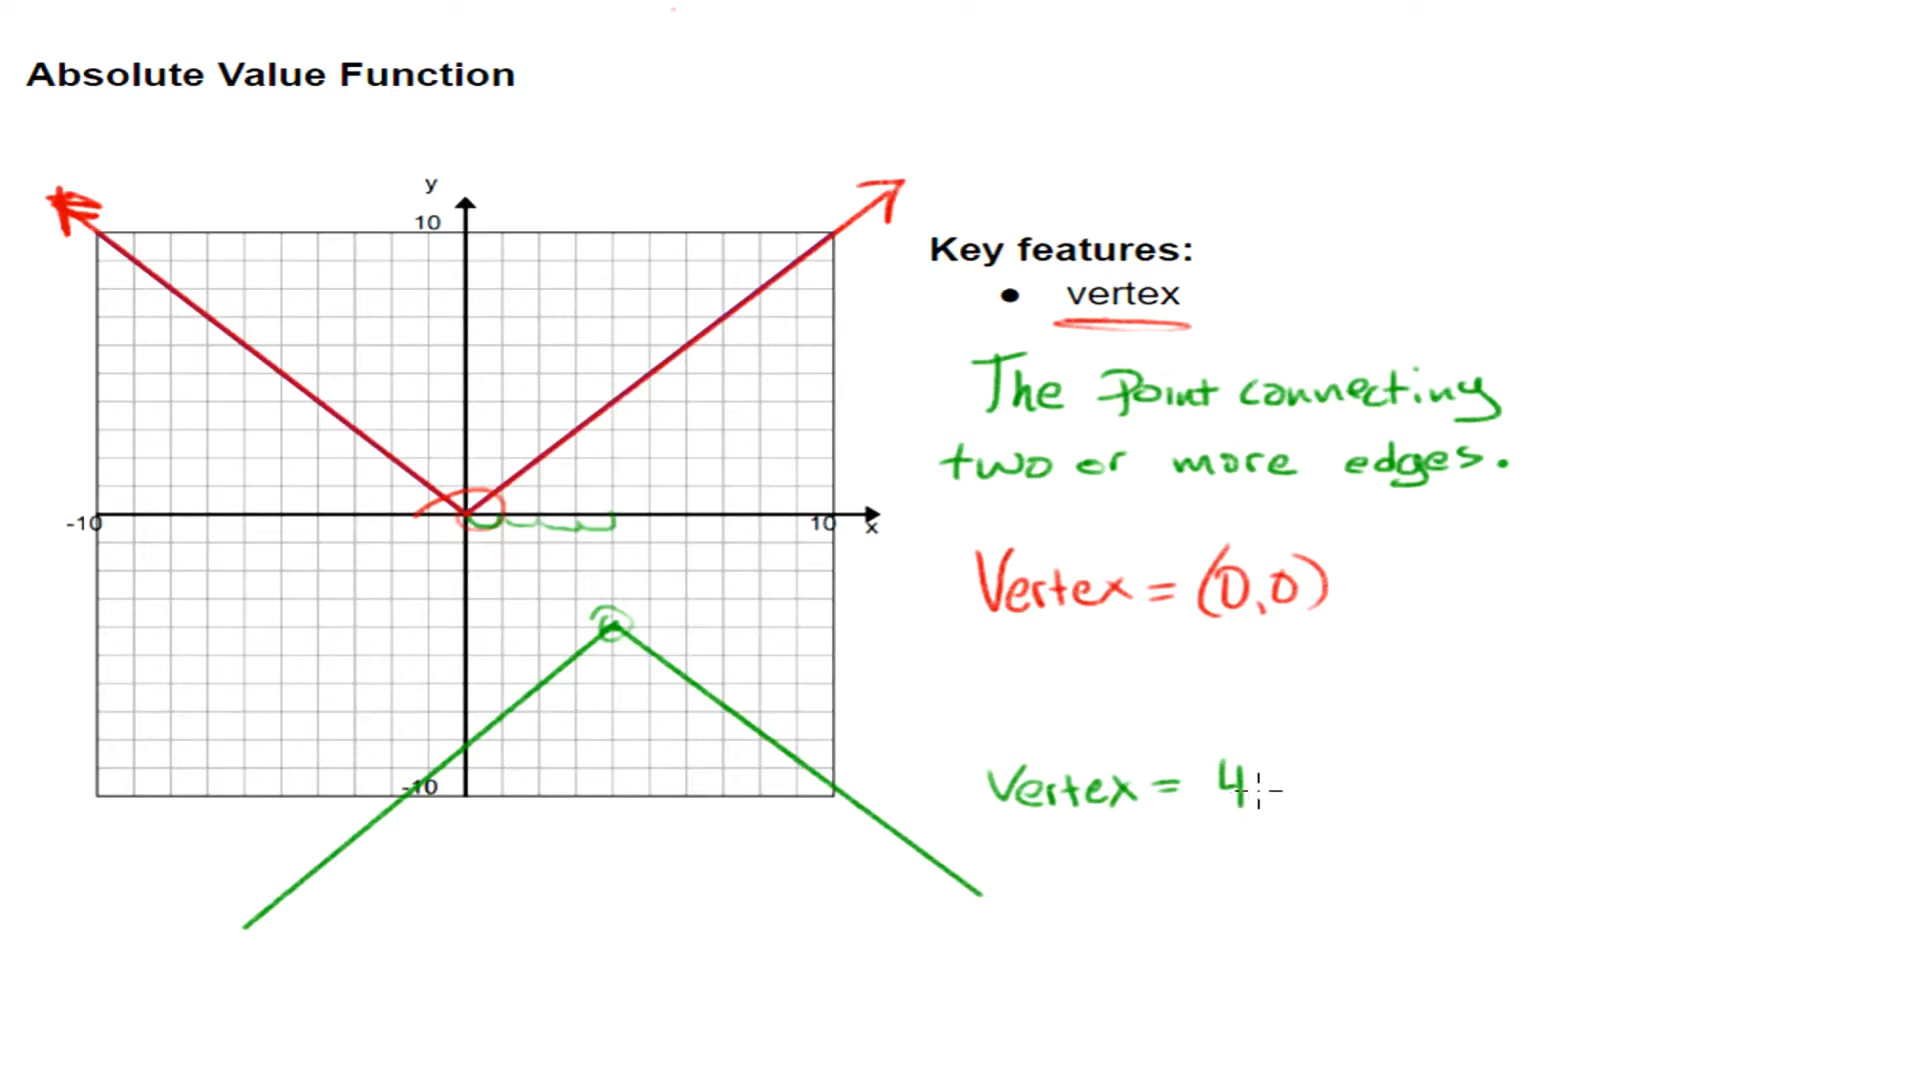 Absolute Value Function
y
10
-10
10
x
-10
Key features:
● vertex
The Point connecting
two or more edges.
Vertex = (0,0)
Vertex = 4